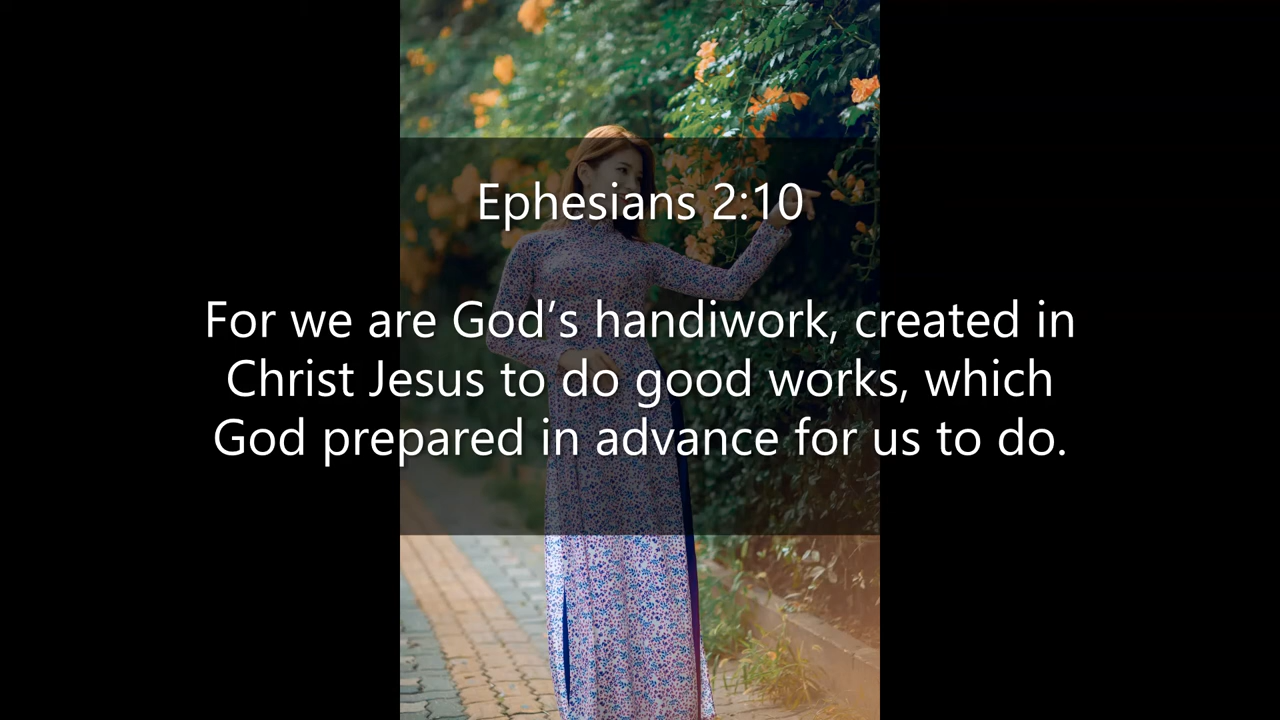 Ephesians 2:10
For we are God’s handiwork, created in
Christ Jesus to do good works, which
God prepared in advance for us to do.